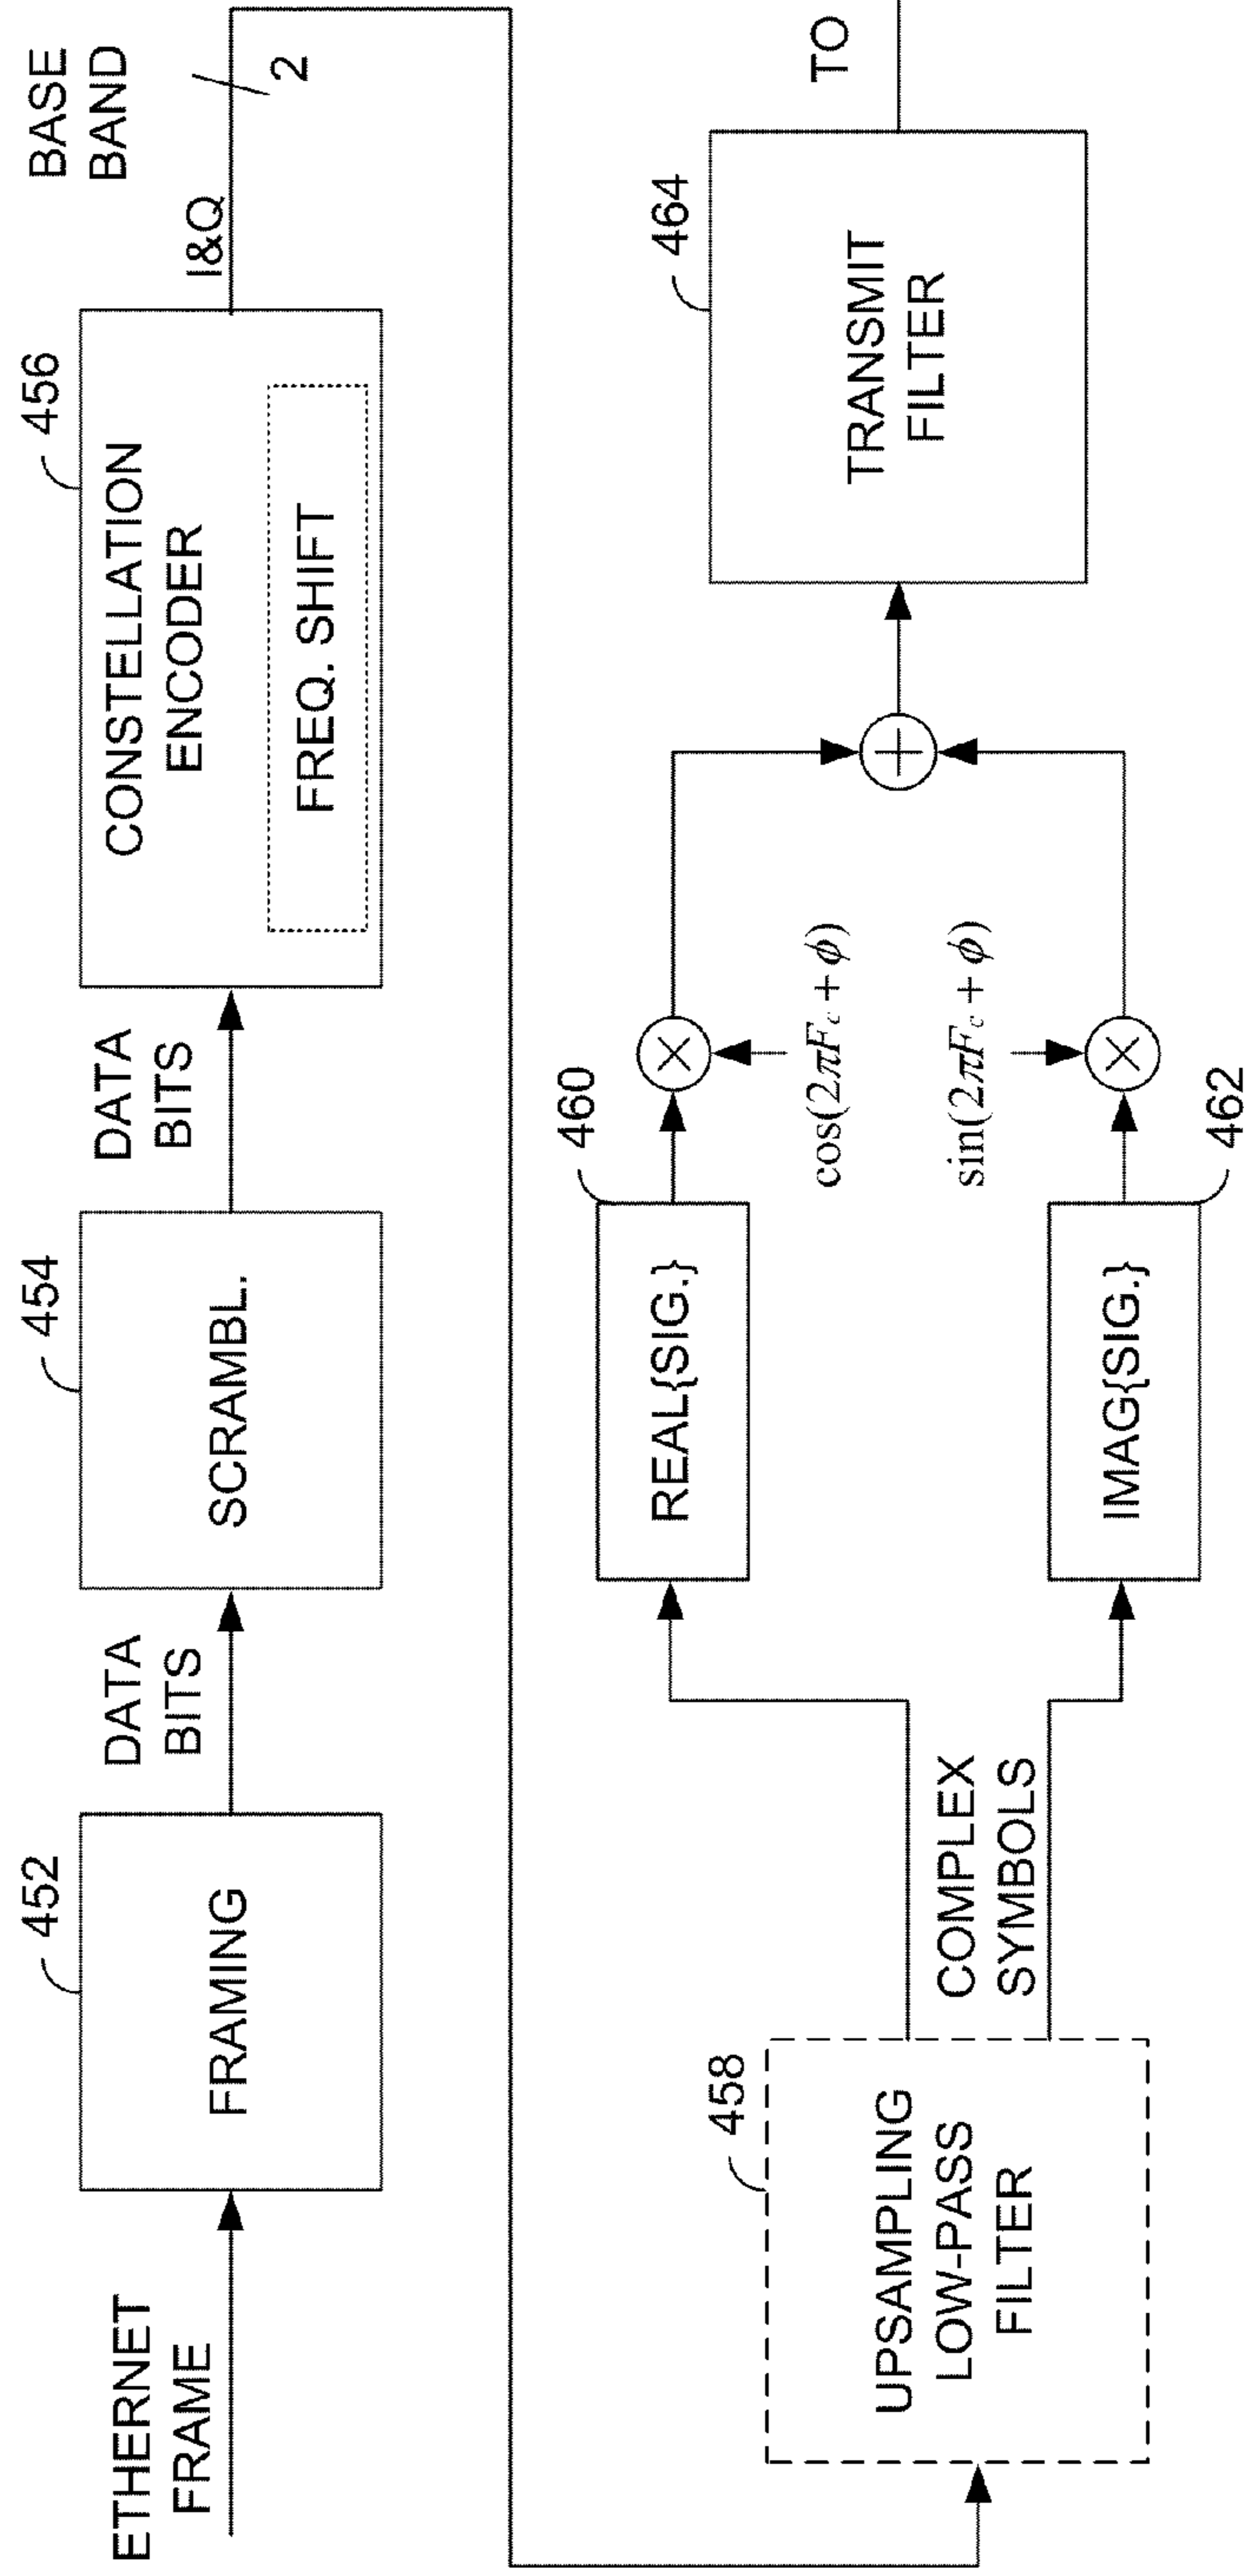 ETHERNET
FRAME
452
FRAMING
DATA
BITS
454
SCRAMBL.
DATA
BITS
456
CONSTELLATION
ENCODER
FREQ. SHIFT
I&Q
BASE
BAND
2
458
UPSAMPLING
LOW-PASS
FILTER
COMPLEX
SYMBOLS
460
REAL{SIG.}
cos(2πF_c + ϕ)
sin(2πF_c + ϕ)
IMAG{SIG.}
462
464
TRANSMIT
FILTER
TO